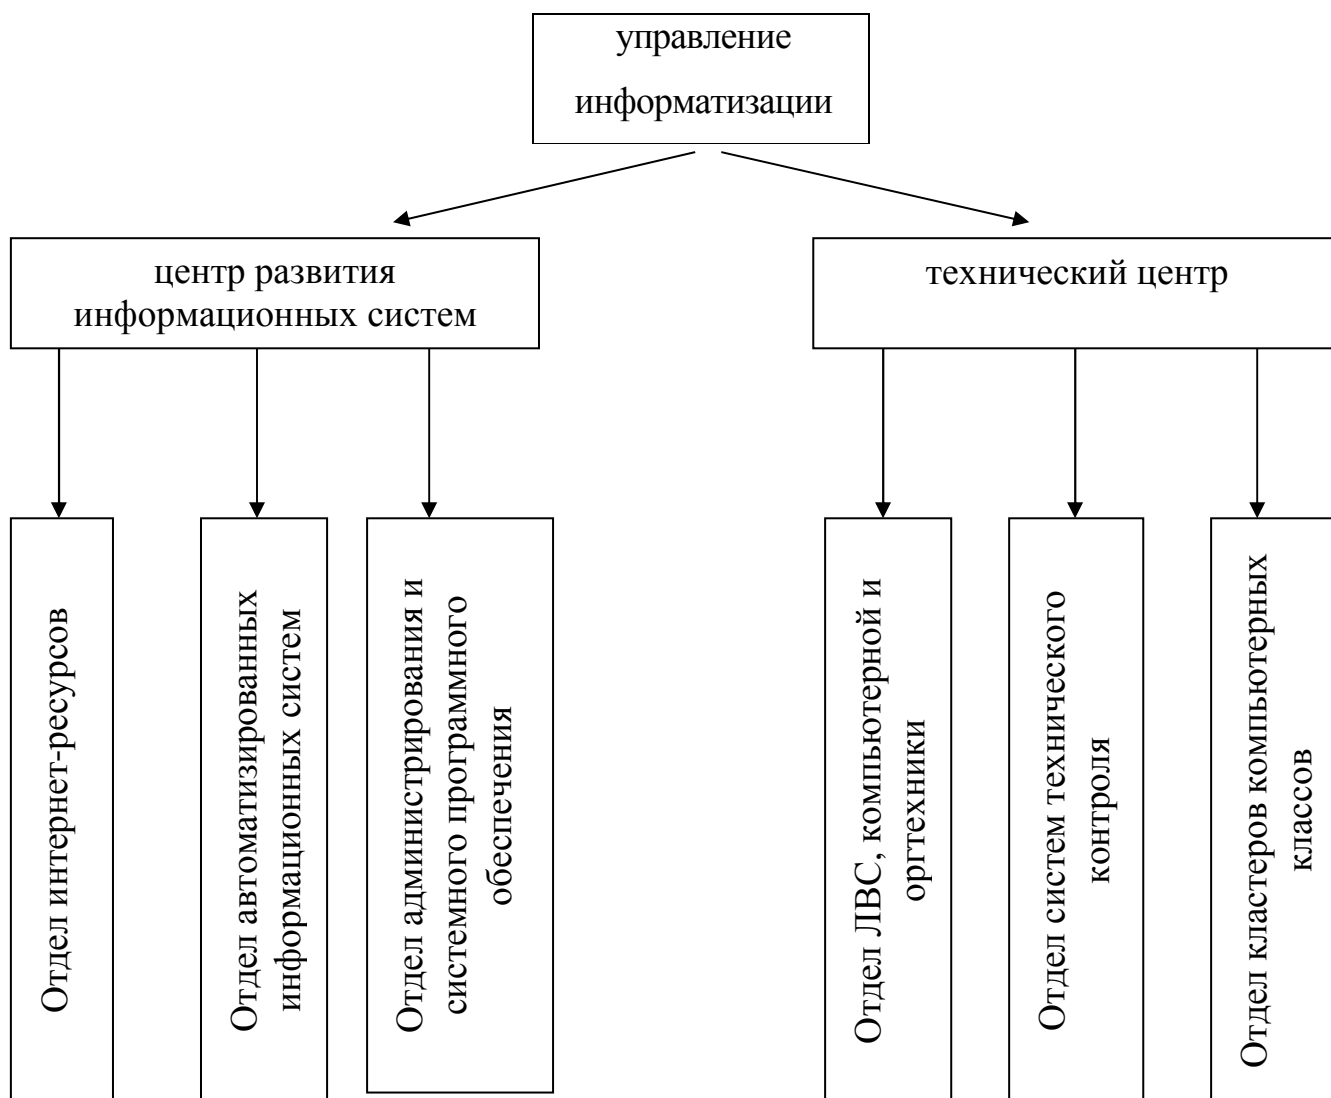 управление
информатизации
центр развития
информационных систем
технический центр
Отдел интернет-ресурсов
Отдел автоматизированных
информационных систем
Отдел администрирования и
системного программного
обеспечения
Отдел ЛВС, компьютерной и
оргтехники
Отдел систем технического
контроля
Отдел кластеров компьютерных
классов